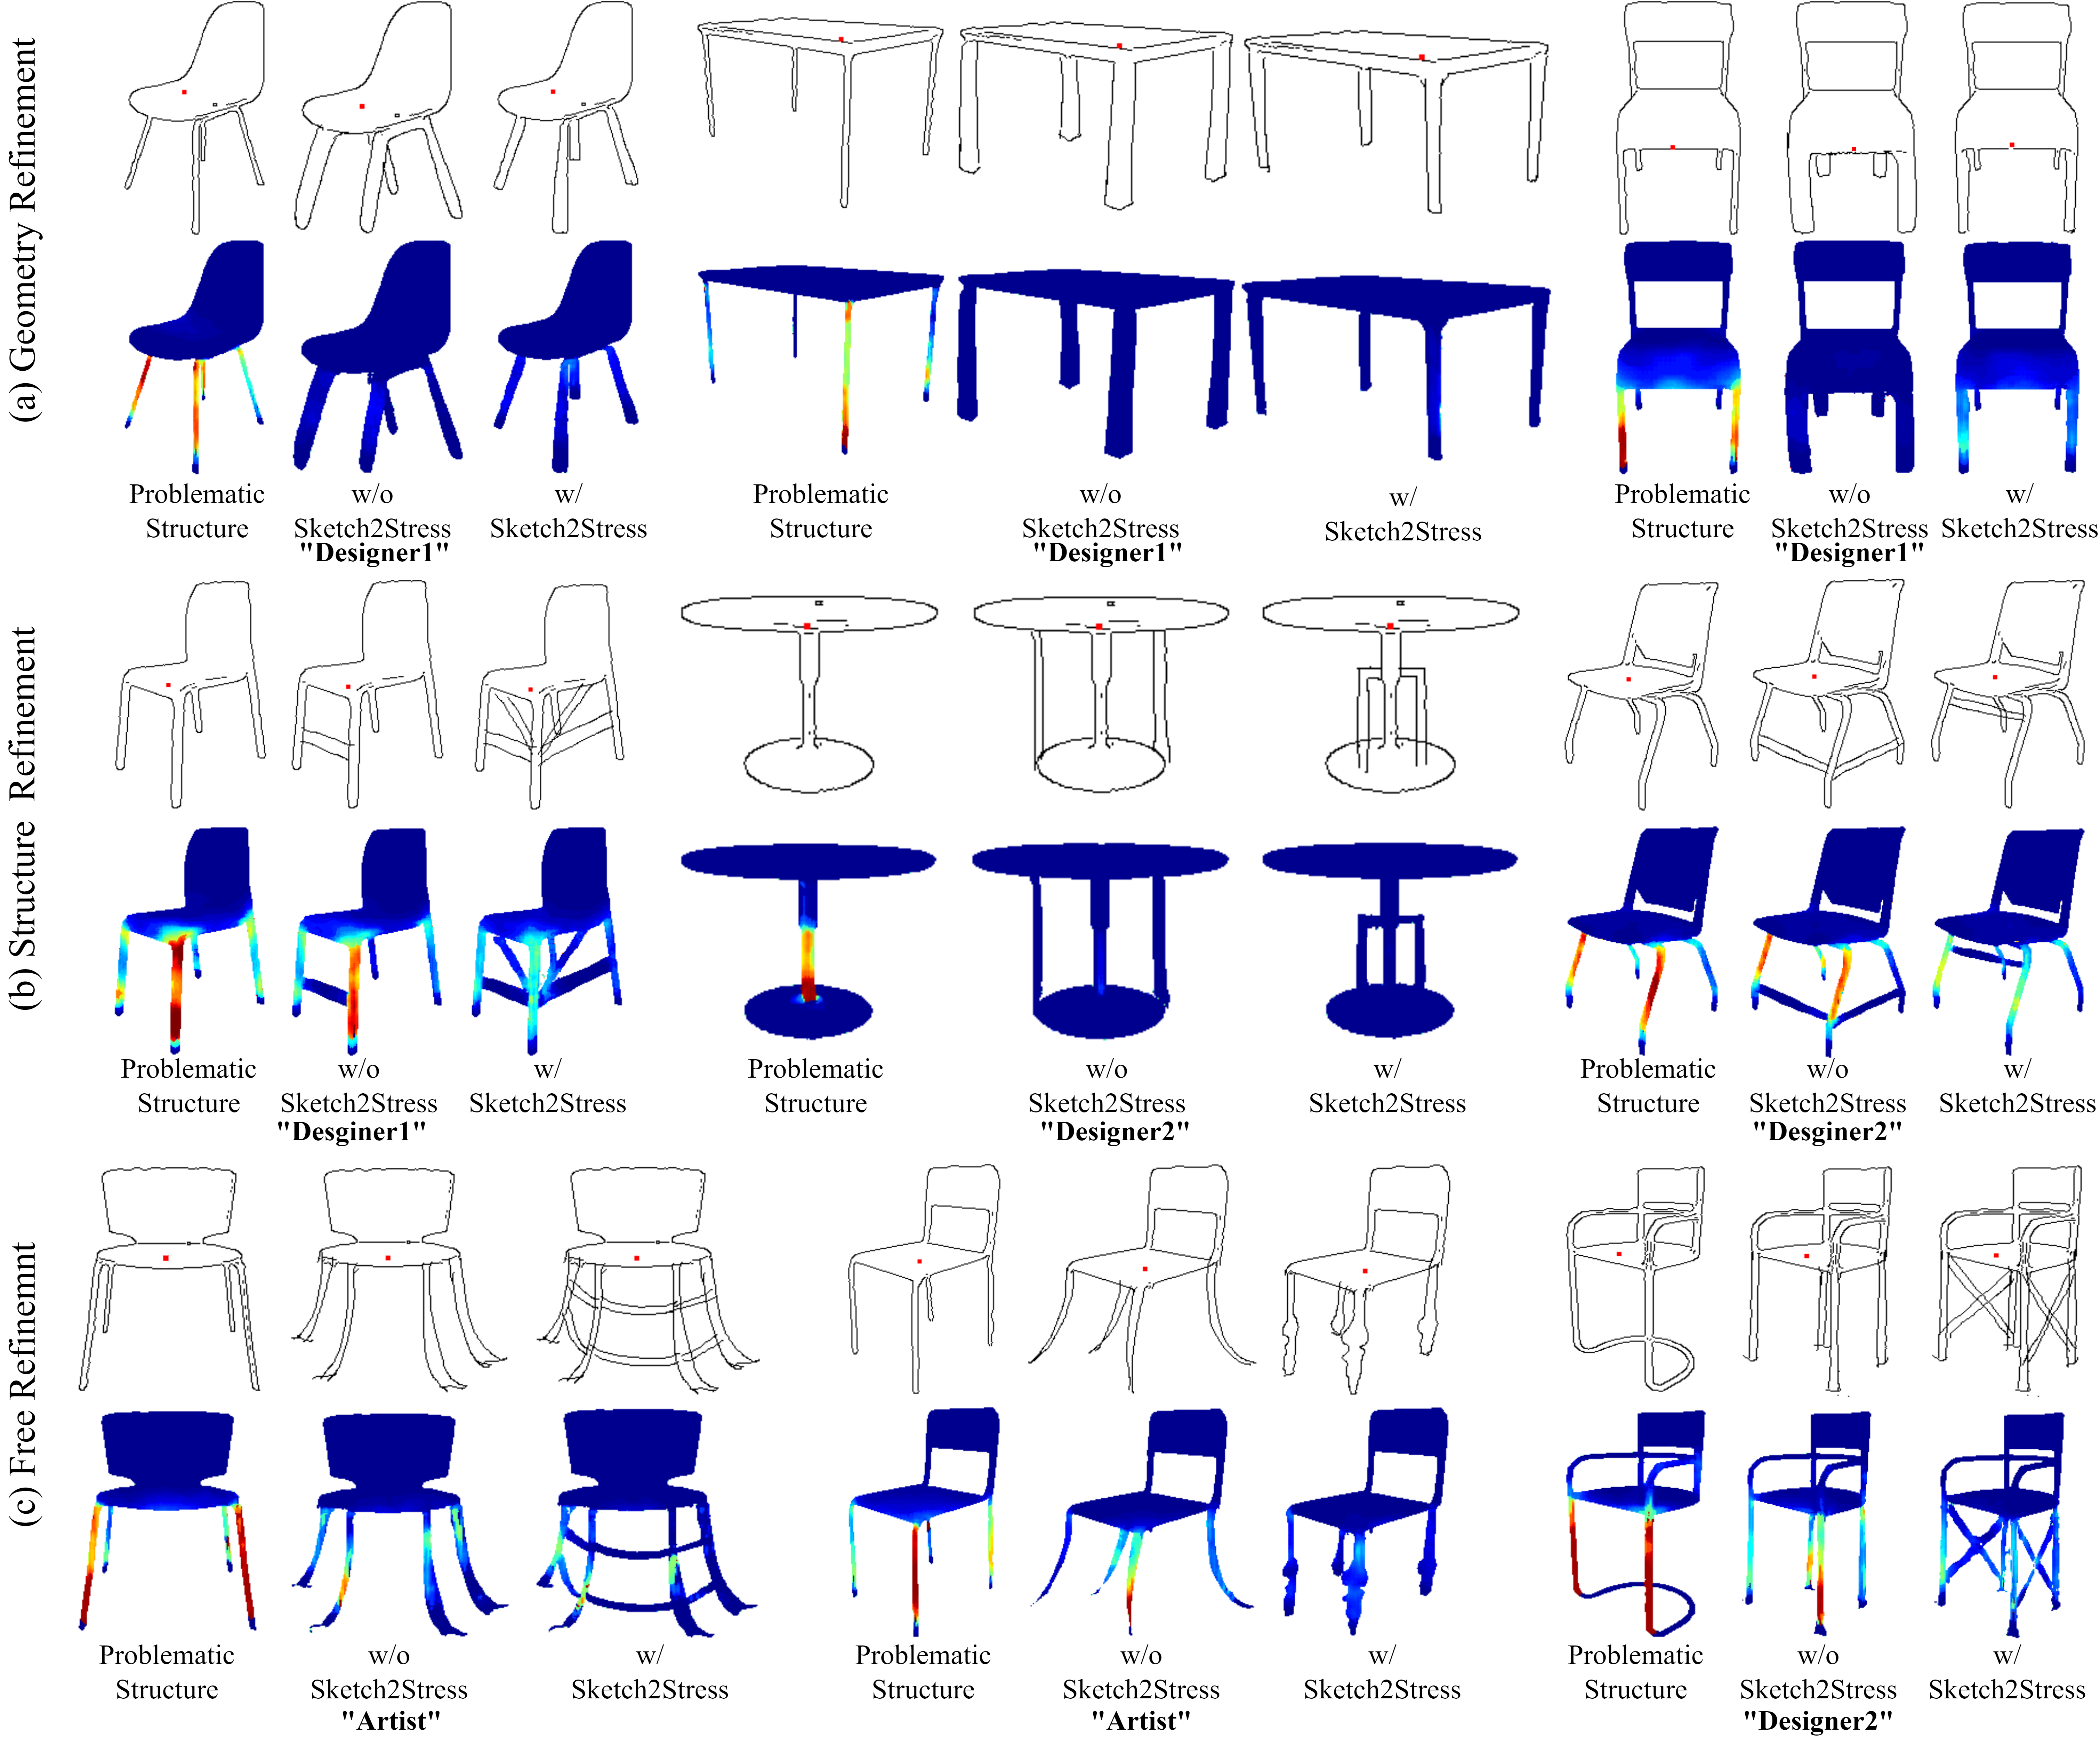 (a) Geometry Refinement
Problematic
Structure
w/o
Sketch2Stress
"Designer1"
w/
Sketch2Stress
Problematic
Structure
w/o
Sketch2Stress
"Designer1"
w/
Sketch2Stress
Problematic
Structure
w/o
Sketch2Stress
"Designer1"
w/
Sketch2Stress
(b) Structure Refinement
Problematic
Structure
w/o
Sketch2Stress
"Desginer1"
w/
Sketch2Stress
Problematic
Structure
w/o
Sketch2Stress
"Designer2"
w/
Sketch2Stress
Problematic
Structure
w/o
Sketch2Stress
"Desginer2"
w/
Sketch2Stress
(c) Free Refinemnt
Problematic
Structure
w/o
Sketch2Stress
"Artist"
w/
Sketch2Stress
Problematic
Structure
w/o
Sketch2Stress
"Artist"
w/
Sketch2Stress
Problematic
Structure
w/o
Sketch2Stress
"Designer2"
w/
Sketch2Stress